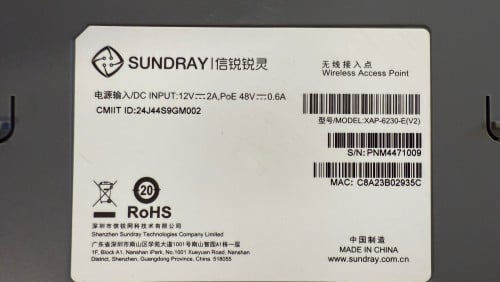 SUNDRAY|信锐锐灵
无线接入点
Wireless Access Point
电源输入/DC INPUT:12V⎓2A,PoE 48V⎓0.6A
CMIIT ID:24J44S9GM002
型号/MODEL:XAP-6230-E(V2)
S/N:PNM4471009
MAC: C8A23B02935C
20
RoHS
深圳市信锐网科技术有限公司
Shenzhen Sundray Technologies Company Limited
广东省深圳市南山区学苑大道1001号南山智园A1栋一层
1F, Block A1, Nanshan iPark, No.1001 Xueyuan Road, Nanshan
District, Shenzhen, Guangdong Province, China. 518055
中国制造
MADE IN CHINA
www.sundray.com.cn